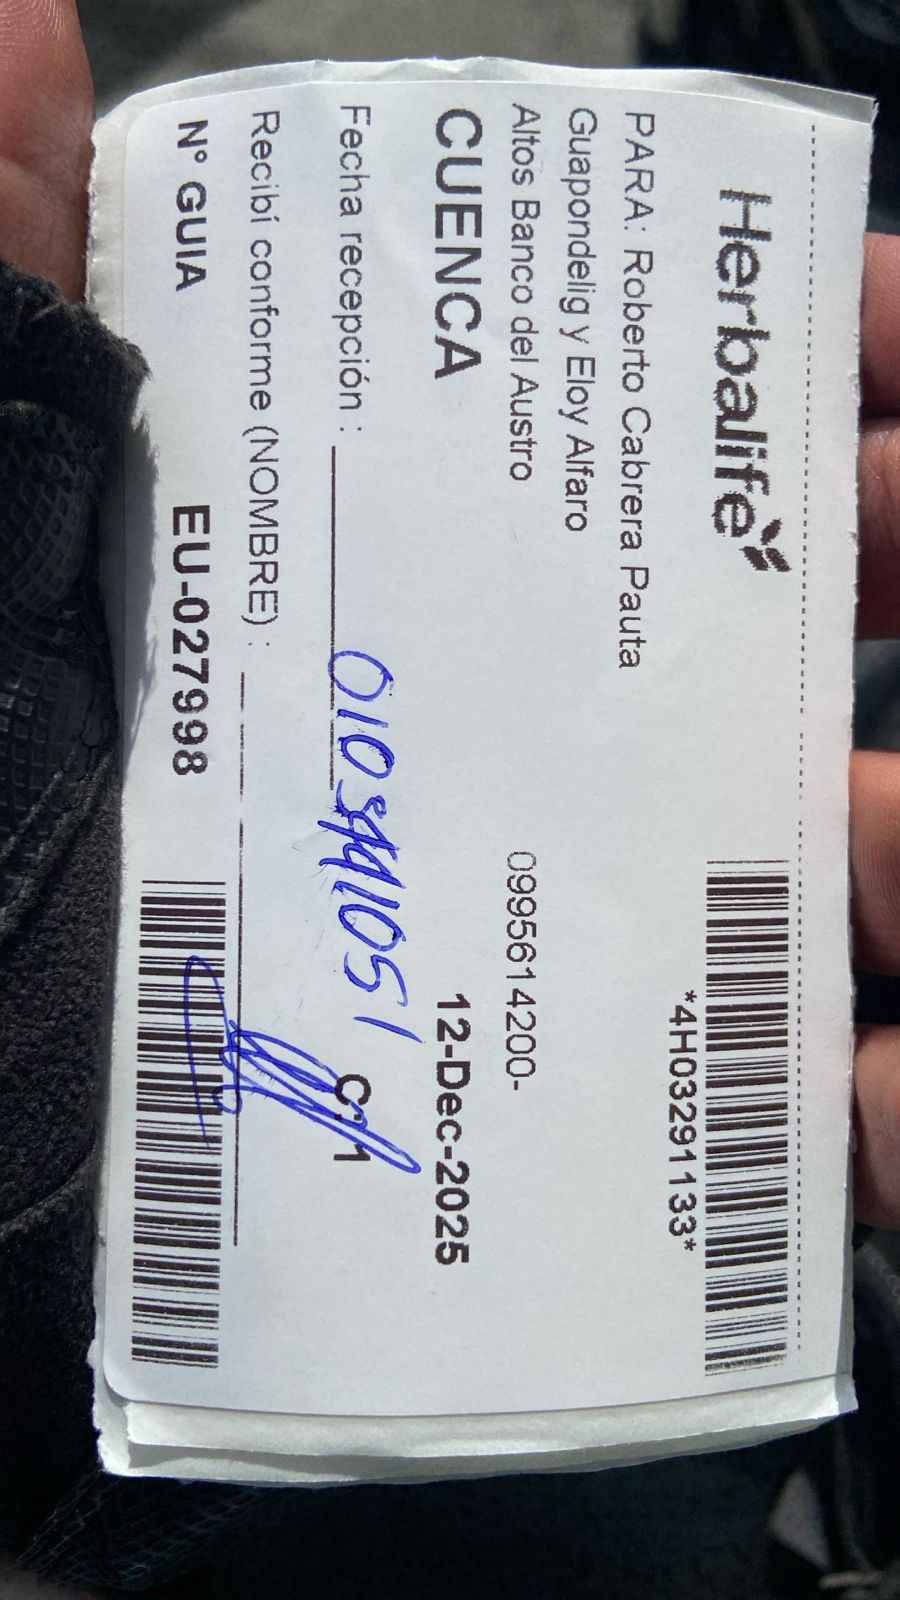 Herbalife
*4H03291133*
PARA: Roberto Cabrera Pauta
Guapondelig y Eloy Alfaro
Altos Banco del Austro
0995614200-
CUENCA
12-Dec-2025
Fecha recepción :
C1
Recibí conforme (NOMBRE) :
N° GUIA
EU-027998